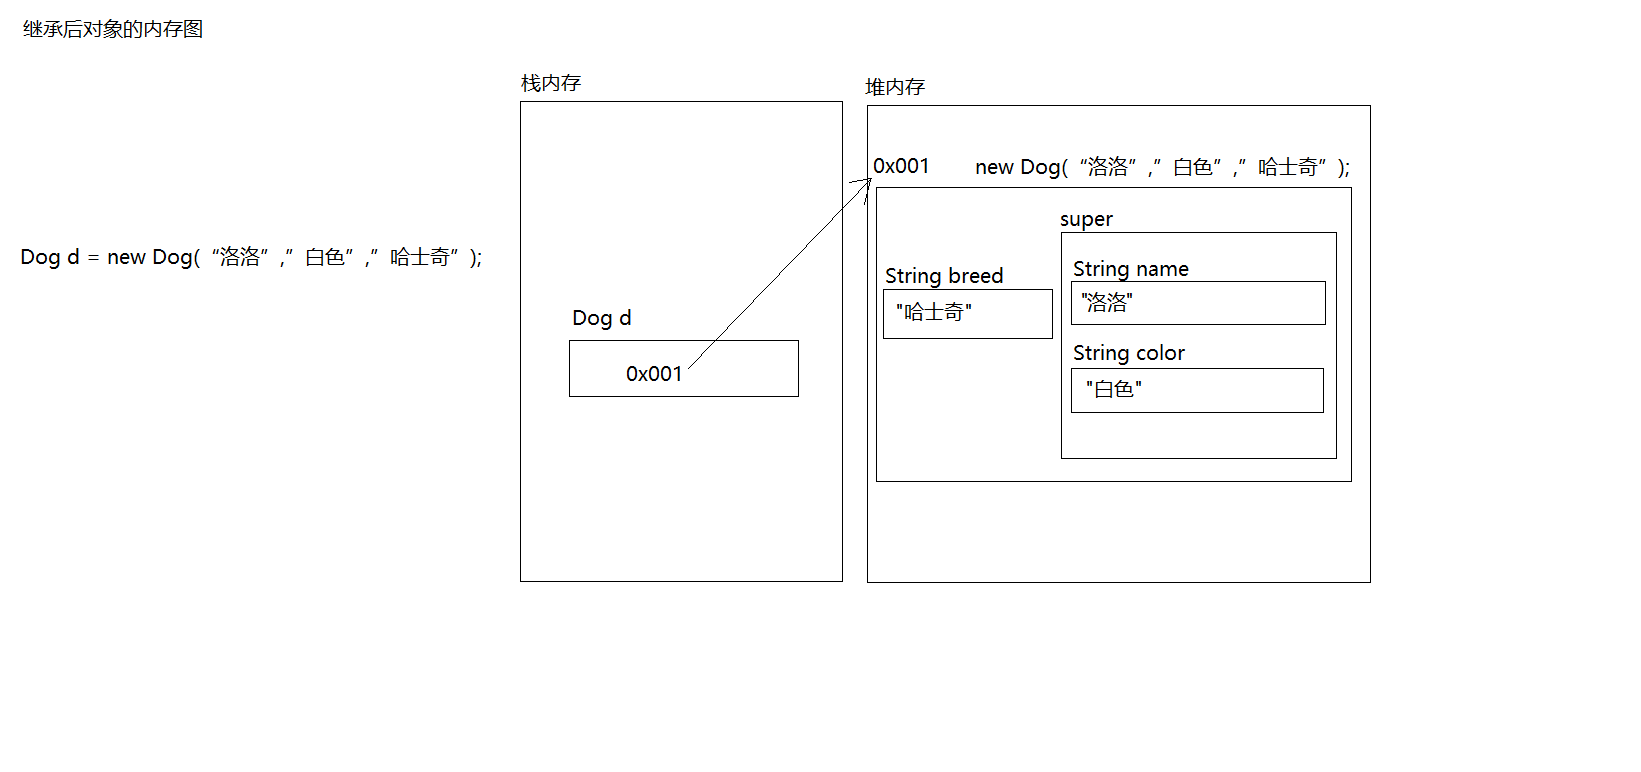 继承后对象的内存图
栈内存
堆内存
0x001
new Dog(“洛洛”,”白色”,”哈士奇”);
super
Dog d = new Dog(“洛洛”,”白色”,”哈士奇”);
String name
String breed
"洛洛"
"哈士奇"
Dog d
String color
0x001
"白色"